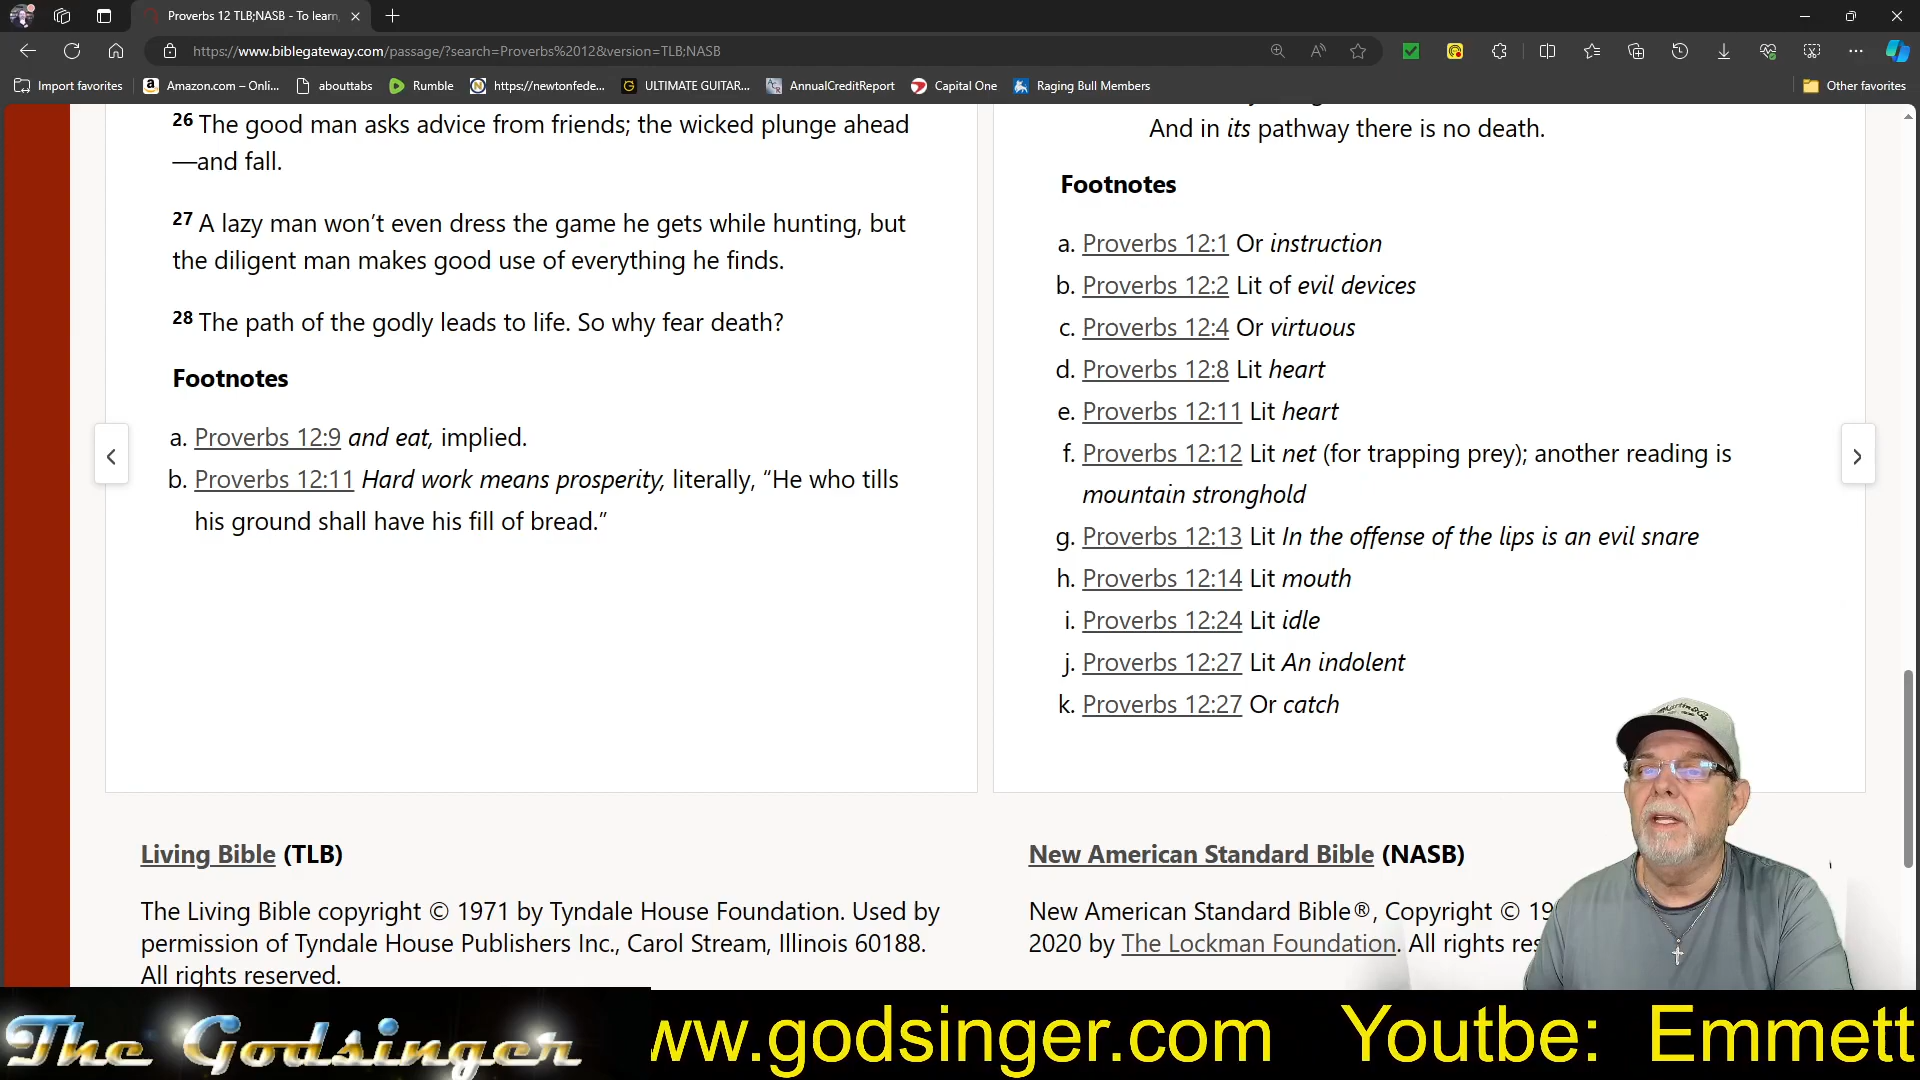 Proverbs 12 TLB;NASB - To learn,
https://www.biblegateway.com/passage/?search=Proverbs%2012&version=TLB;NASB
Import favorites
Amazon.com – Onli...
abouttabs
Rumble
https://newtonfede...
ULTIMATE GUITAR...
AnnualCreditReport
Capital One
Raging Bull Members
Other favorites
26 The good man asks advice from friends; the wicked plunge ahead
—and fall.
27 A lazy man won’t even dress the game he gets while hunting, but
the diligent man makes good use of everything he finds.
28 The path of the godly leads to life. So why fear death?
Footnotes
a. Proverbs 12:9 and eat, implied.
b. Proverbs 12:11 Hard work means prosperity, literally, “He who tills
his ground shall have his fill of bread.”
And in its pathway there is no death.
Footnotes
a. Proverbs 12:1 Or instruction
b. Proverbs 12:2 Lit of evil devices
c. Proverbs 12:4 Or virtuous
d. Proverbs 12:8 Lit heart
e. Proverbs 12:11 Lit heart
f. Proverbs 12:12 Lit net (for trapping prey); another reading is
mountain stronghold
g. Proverbs 12:13 Lit In the offense of the lips is an evil snare
h. Proverbs 12:14 Lit mouth
i. Proverbs 12:24 Lit idle
j. Proverbs 12:27 Lit An indolent
k. Proverbs 12:27 Or catch
Living Bible (TLB)
The Living Bible copyright © 1971 by Tyndale House Foundation. Used by
permission of Tyndale House Publishers Inc., Carol Stream, Illinois 60188.
All rights reserved.
New American Standard Bible (NASB)
New American Standard Bible®, Copyright © 19
2020 by The Lockman Foundation. All rights res
Martin & Co.
The Godsinger
ww.godsinger.com Youtbe: Emmett